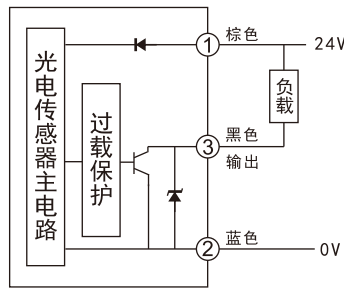 ① 棕色 24V
光电传感器主电路
过载保护
负载
③ 黑色
输出
② 蓝色 0V